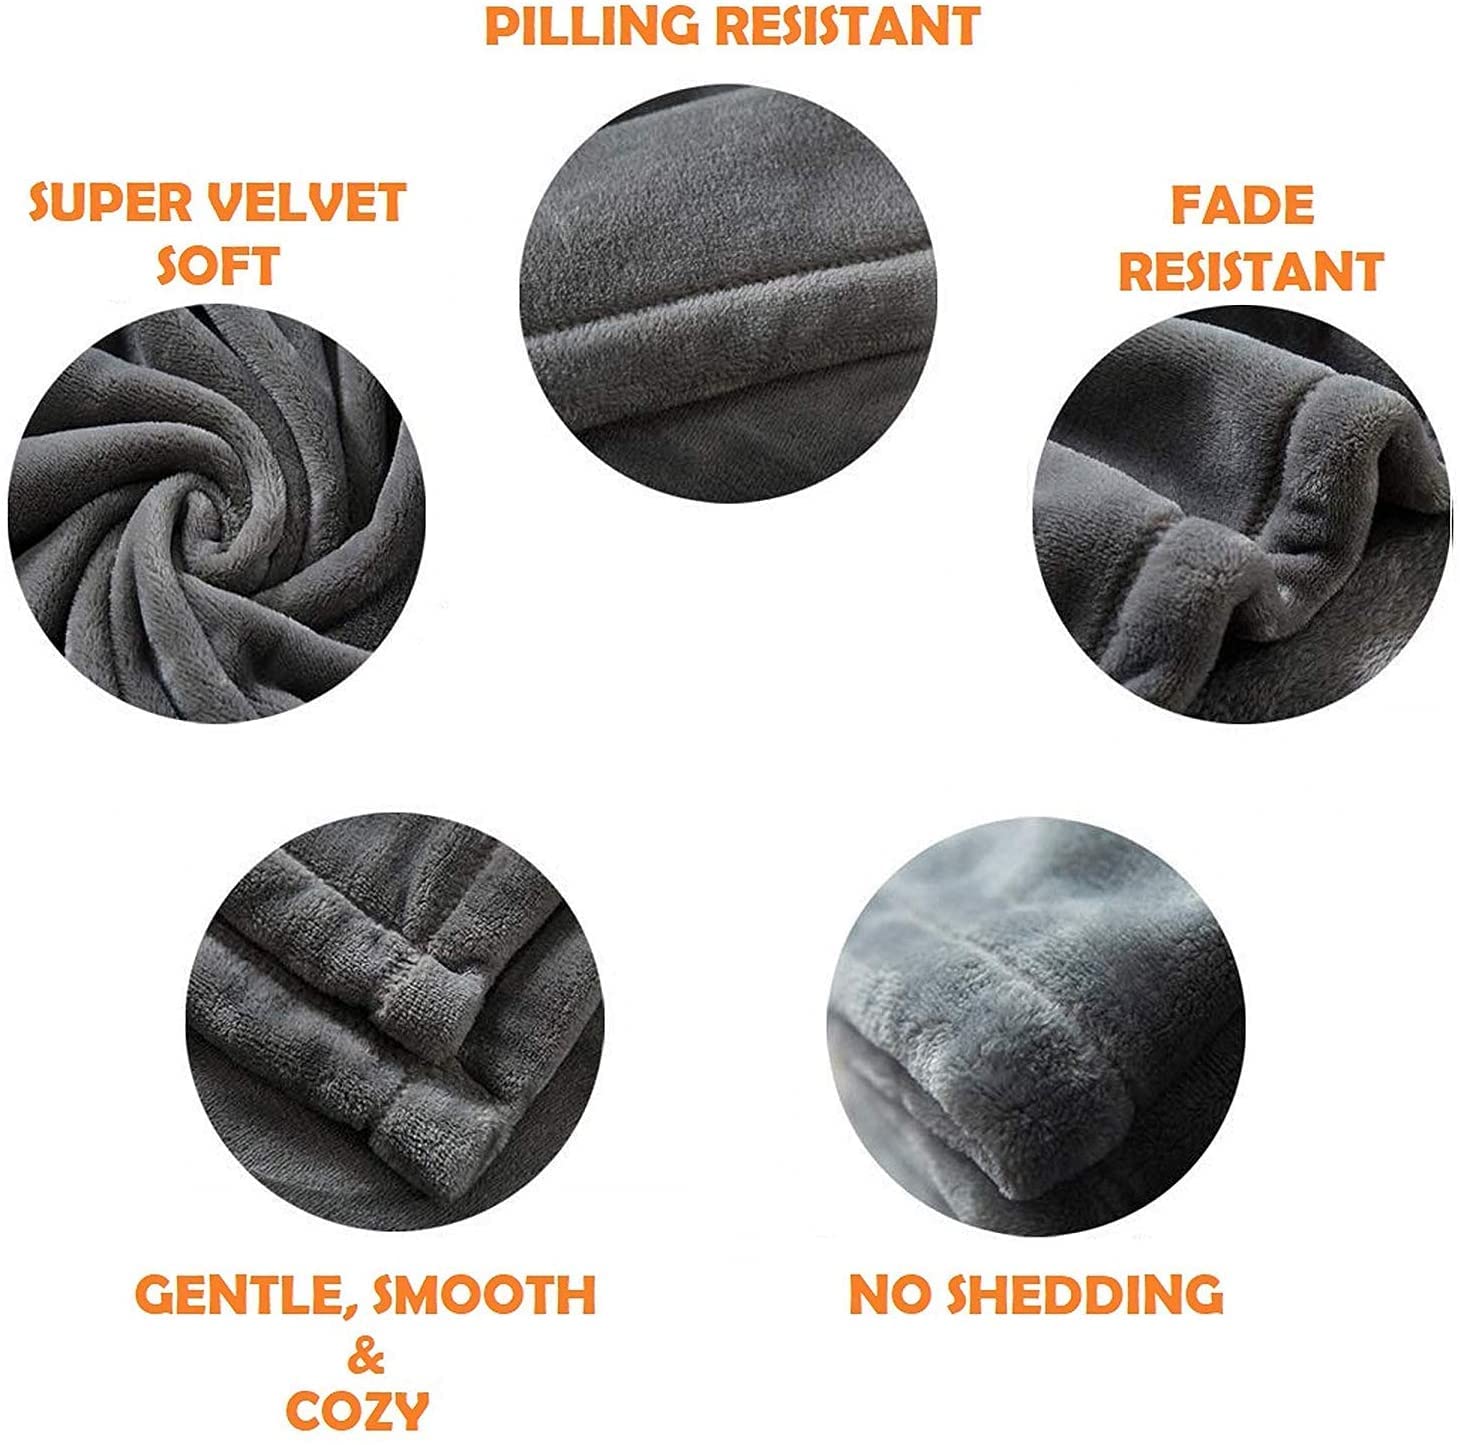 PILLING RESISTANT
SUPER VELVET
SOFT
FADE
RESISTANT
GENTLE, SMOOTH
&
COZY
NO SHEDDING